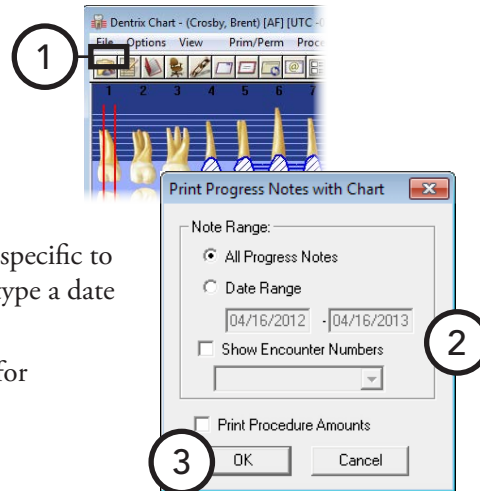 Dentrix Chart - (Crosby, Brent) [AF] [UTC
File Options View Prim/Perm Proce
1
1 2 3 4 5 6 7
Print Progress Notes with Chart
Note Range:
All Progress Notes
Date Range
04/16/2012 - 04/16/2013
Show Encounter Numbers
2
Print Procedure Amounts
3
OK Cancel
specific to
type a date
for